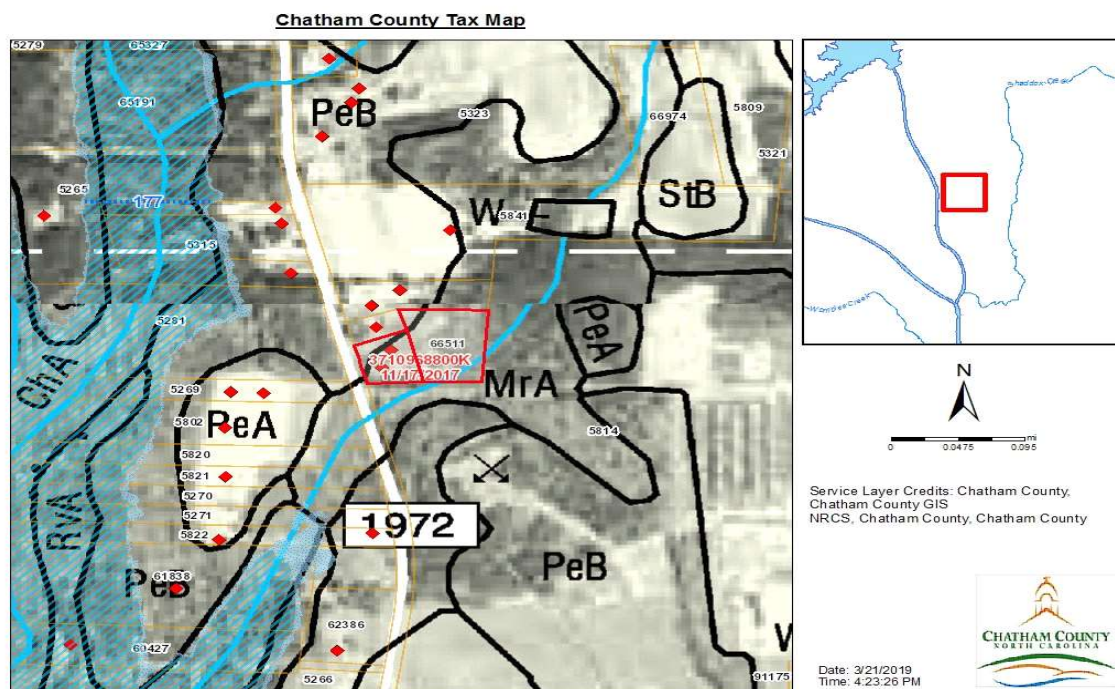 Chatham County Tax Map
5279
65327
65191
PeB
5323
66974
5809
5321
5265
177
5315
W
5841
StB
5281
ChA
66511
3710968800K
11/17/2017
MrA
PeA
5269
5802
PeA
5820
5821
5270
5271
5822
5814
1972
RvA
PeB
61838
PeB
60427
62386
5266
91175
Shaddox Creek
N
0 0.0475 0.095 mi
Service Layer Credits: Chatham County,
Chatham County GIS
NRCS, Chatham County, Chatham County
CHATHAM COUNTY
NORTH CAROLINA
Date: 3/21/2019
Time: 4:23:26 PM